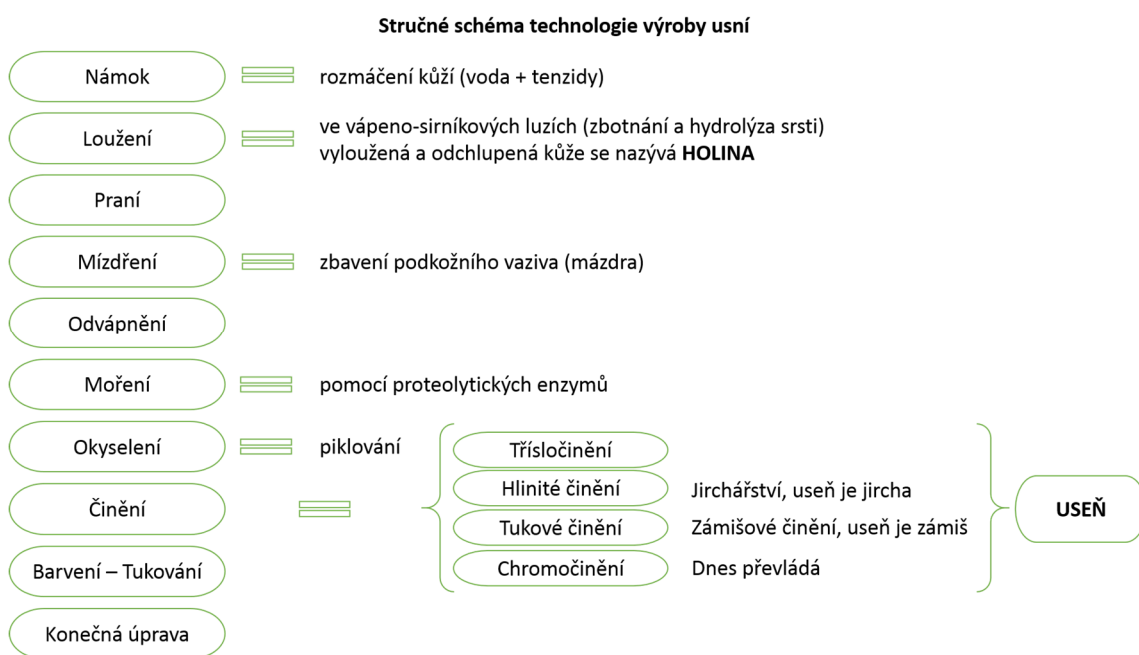 Stručné schéma technologie výroby usní
Námok
rozmáčení kůží (voda + tenzidy)
Loužení
ve vápeno-sirníkových luzích (zbotnání a hydrolýza srsti)
vyloužená a odchlupená kůže se nazývá HOLINA
Praní
Mízdření
zbavení podkožního vaziva (mázdra)
Odvápnění
Moření
pomocí proteolytických enzymů
Okyselení
piklování
Činění
Třísločinění
Hlinité činění
Jirchářství, useň je jircha
Tukové činění
Zámišové činění, useň je zámiš
Chromočinění
Dnes převládá
USEŇ
Barvení – Tukování
Konečná úprava